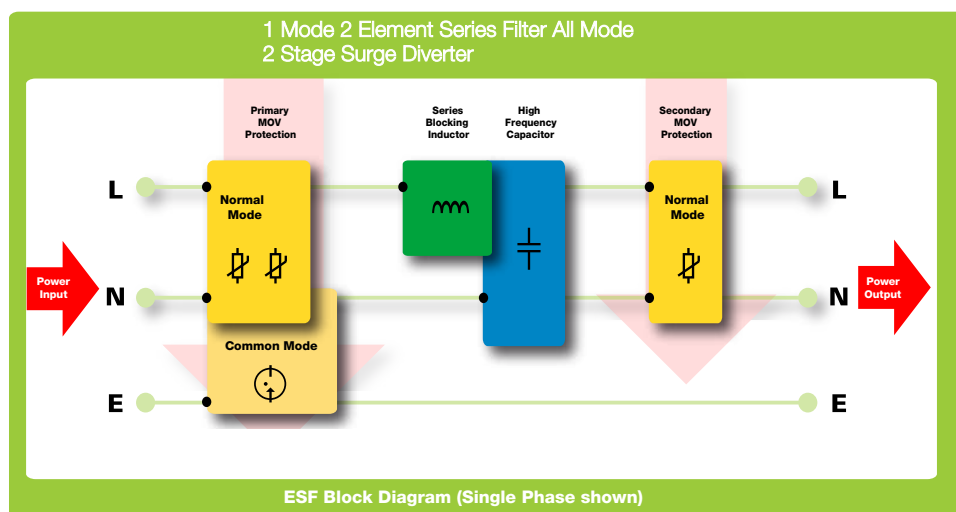 1 Mode 2 Element Series Filter All Mode
2 Stage Surge Diverter
Primary
MOV
Protection
Series
Blocking
Inductor
High
Frequency
Capacitor
Secondary
MOV
Protection
L
Normal
Mode
Normal
Mode
L
Power
Input
N
N
Power
Output
Common Mode
E
E
ESF Block Diagram (Single Phase shown)